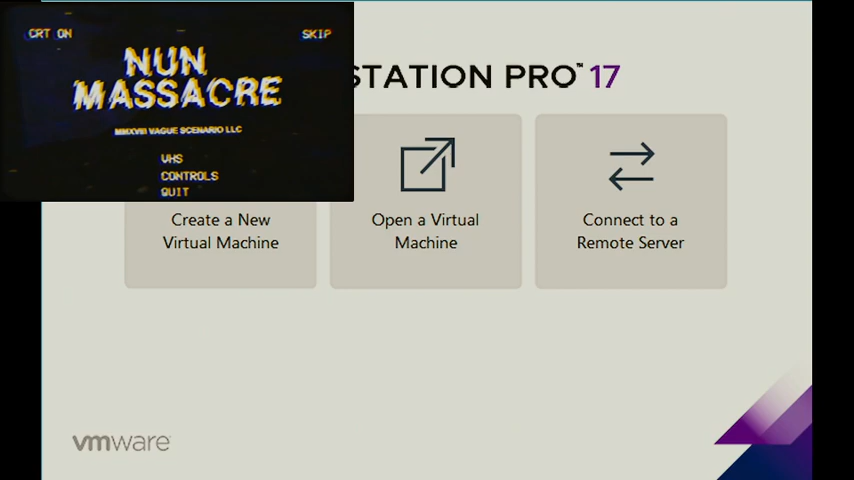 CRT ON
SKIP
NUN
MASSACRE
MMXVIII VAGUE SCENARIO LLC
VHS
CONTROLS
QUIT
STATION PRO™ 17
Create a New
Virtual Machine
Open a Virtual
Machine
Connect to a
Remote Server
vmware